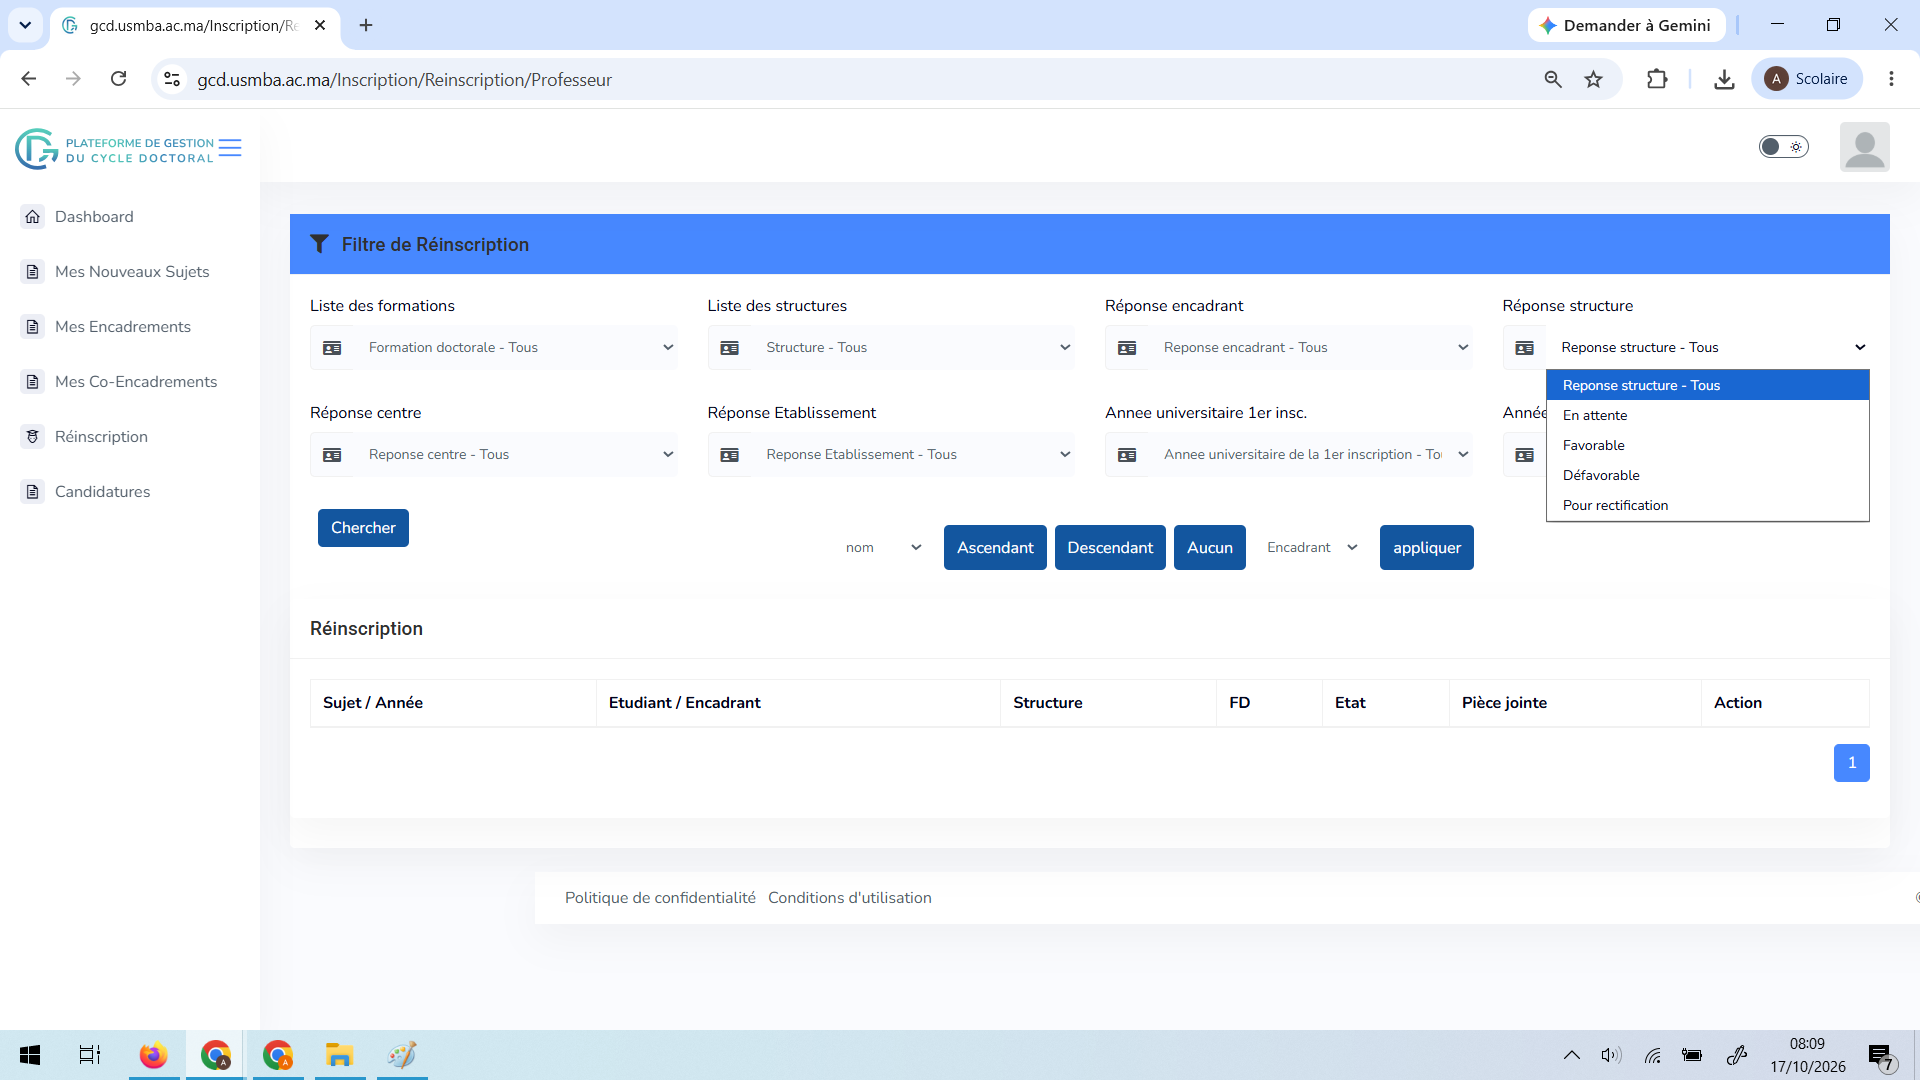 gcd.usmba.ac.ma/Inscription/Re
Demander à Gemini
gcd.usmba.ac.ma/Inscription/Reinscription/Professeur
A
Scolaire
PLATEFORME DE GESTION
DU CYCLE DOCTORAL
Dashboard
Mes Nouveaux Sujets
Mes Encadrements
Mes Co-Encadrements
Réinscription
Candidatures
Filtre de Réinscription
Liste des formations
Liste des structures
Réponse encadrant
Réponse structure
Formation doctorale - Tous
Structure - Tous
Reponse encadrant - Tous
Reponse structure - Tous
Reponse structure - Tous
En attente
Favorable
Défavorable
Pour rectification
Réponse centre
Réponse Etablissement
Annee universitaire 1er insc.
Année
Reponse centre - Tous
Reponse Etablissement - Tous
Annee universitaire de la 1er inscription - To
Chercher
nom
Ascendant
Descendant
Aucun
Encadrant
appliquer
Réinscription
Sujet / Année
Etudiant / Encadrant
Structure
FD
Etat
Pièce jointe
Action
1
Politique de confidentialité
Conditions d'utilisation
08:09
17/10/2026
7